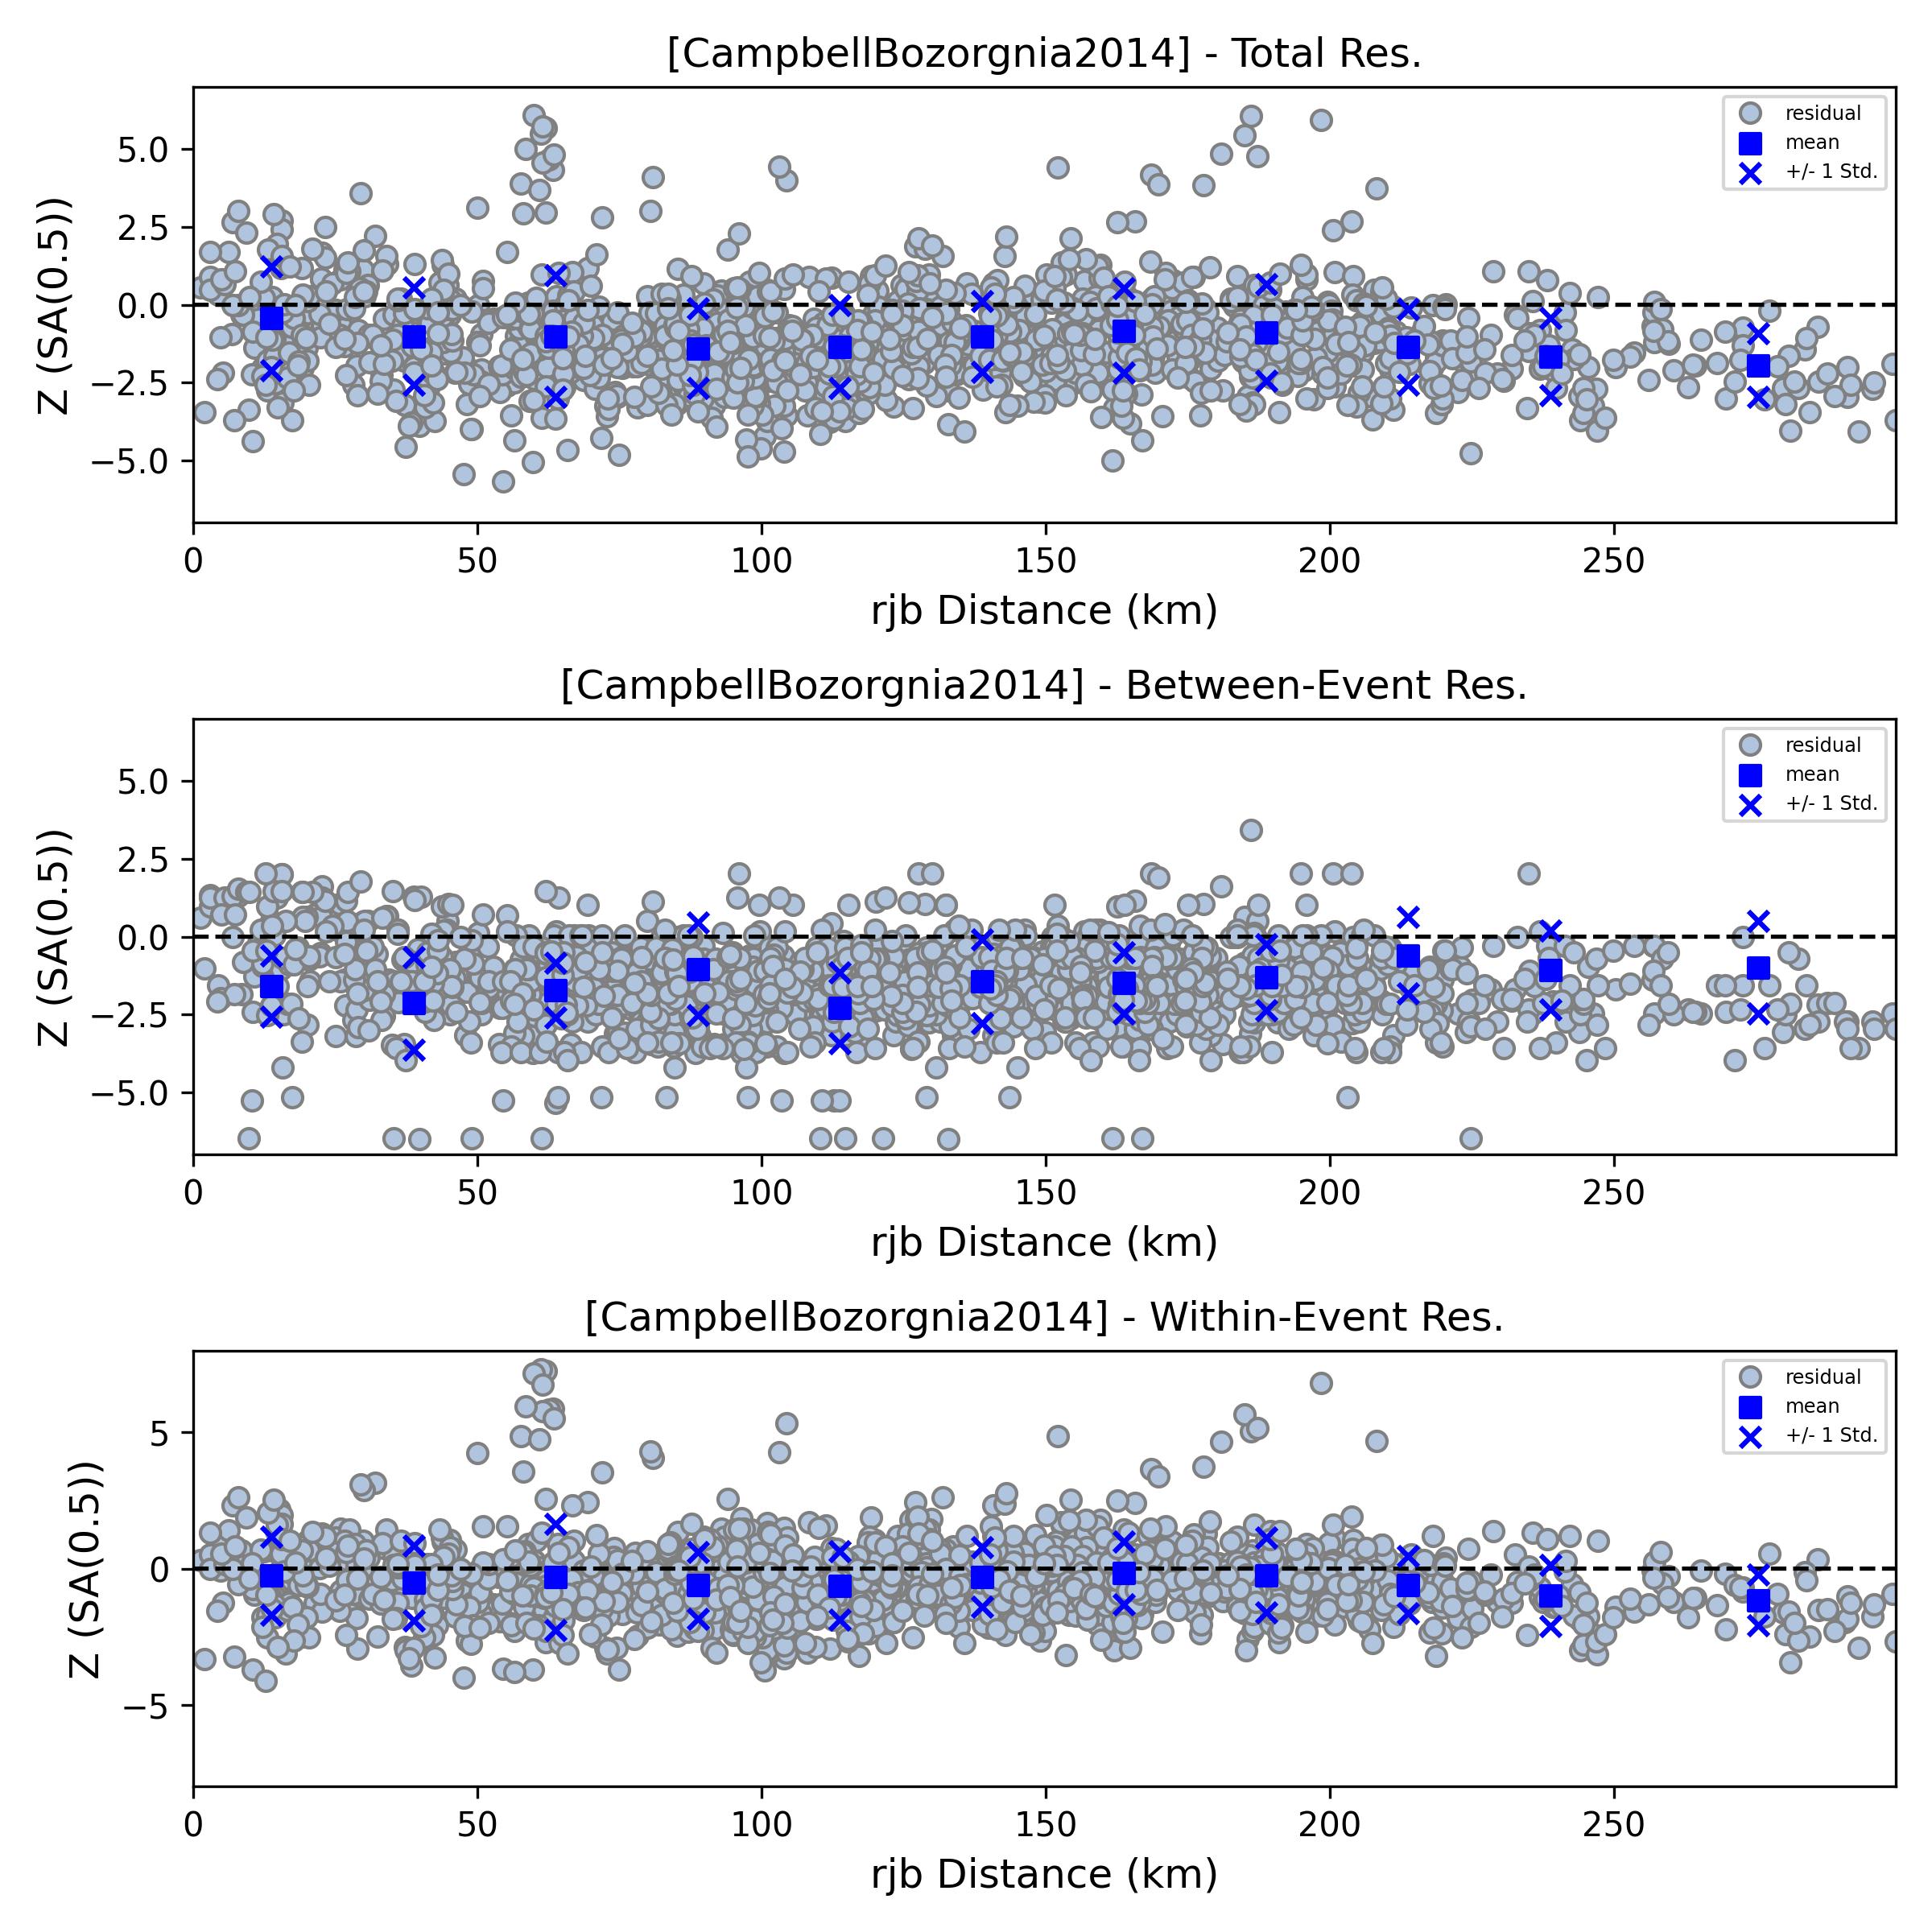 [CampbellBozorgnia2014] - Total Res.
residual
mean
+/- 1 Std.
Z (SA(0.5))
5.0
2.5
0.0
−2.5
−5.0
0 50 100 150 200 250
rjb Distance (km)
[CampbellBozorgnia2014] - Between-Event Res.
residual
mean
+/- 1 Std.
Z (SA(0.5))
5.0
2.5
0.0
−2.5
−5.0
0 50 100 150 200 250
rjb Distance (km)
[CampbellBozorgnia2014] - Within-Event Res.
residual
mean
+/- 1 Std.
Z (SA(0.5))
5
0
−5
0 50 100 150 200 250
rjb Distance (km)